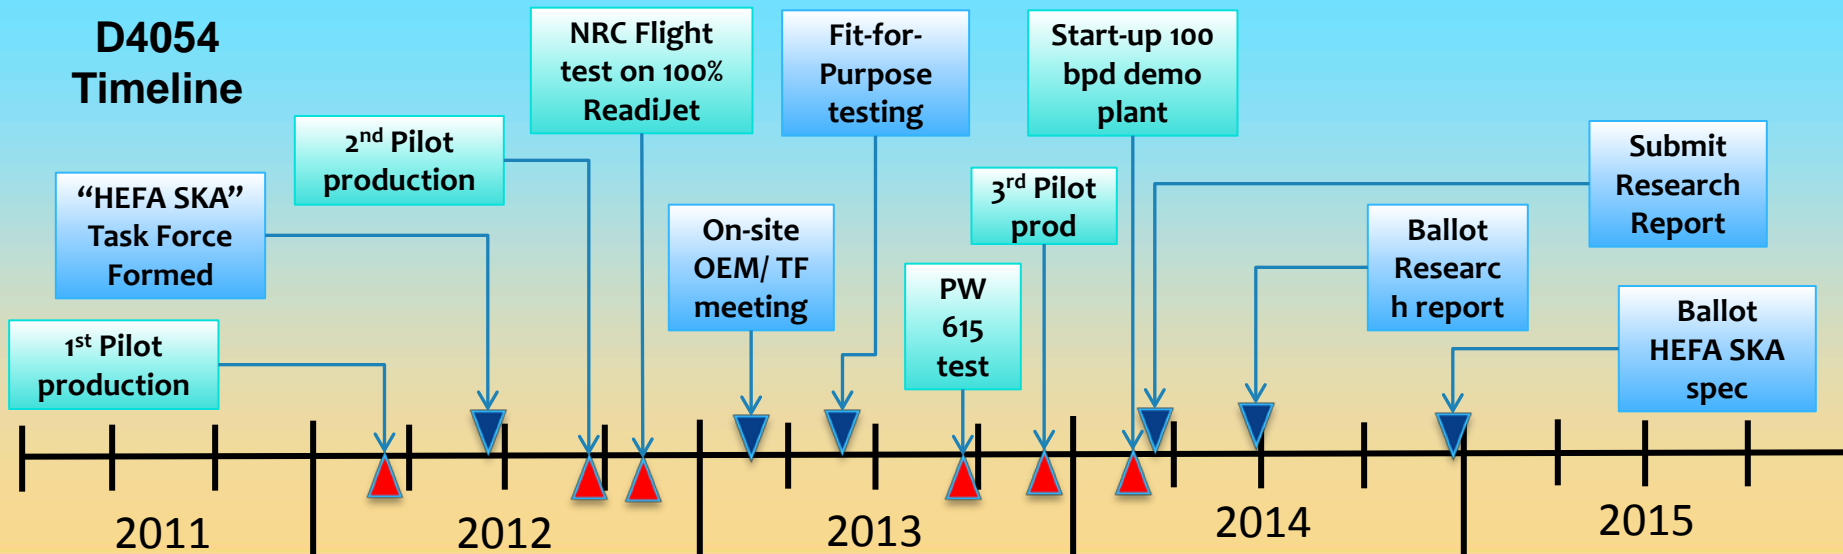 D4054
Timeline
1st Pilot
production
“HEFA SKA”
Task Force
Formed
2nd Pilot
production
NRC Flight
test on 100%
ReadiJet
On-site
OEM/ TF
meeting
Fit-for-
Purpose
testing
PW
615
test
3rd Pilot
prod
Start-up 100
bpd demo
plant
Submit
Research
Report
Ballot
Researc
h report
Ballot
HEFA SKA
spec
2011
2012
2013
2014
2015